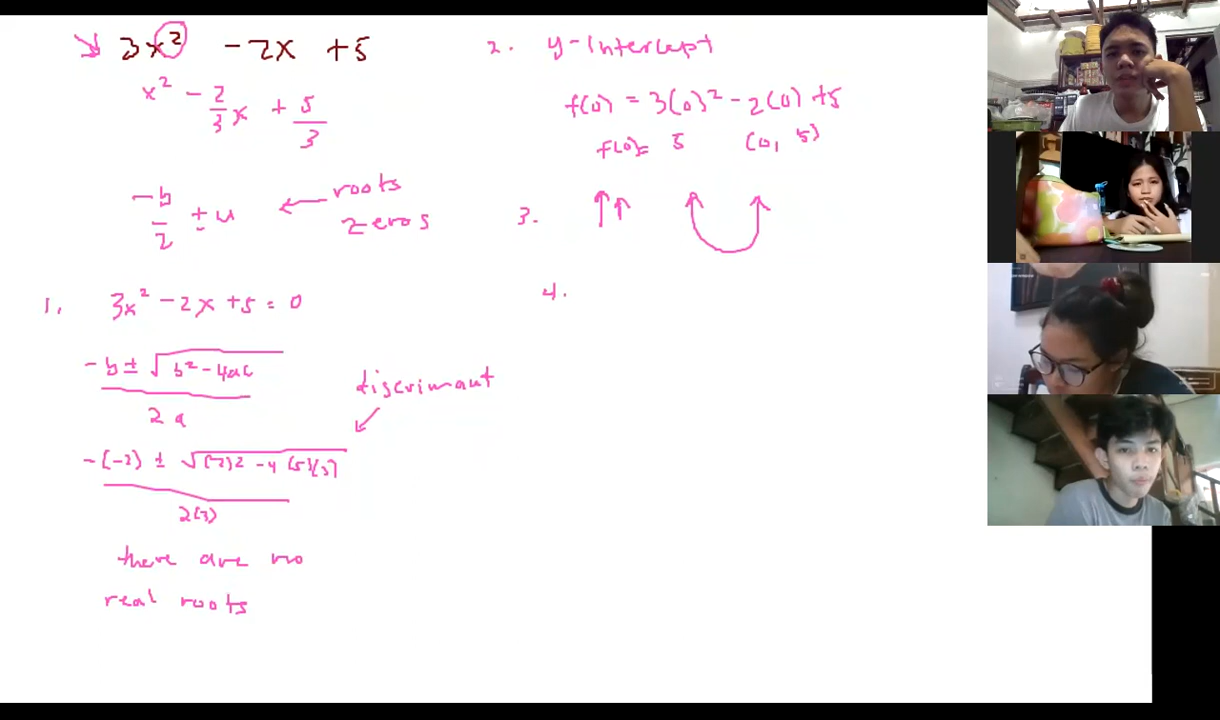 3x² - 2x + 5
x² - 2/3 x + 5/3
-b/2 ± u ← roots
zeros
1. 3x² - 2x + 5 = 0
-b ± √b² - 4ac
2a
discrimant
-(-2) ± √(-2)2 - 4(5)(3)
2(3)
there are no
real roots
2. y-Intercept
f(0) = 3(0)² - 2(0) + 5
f(0) = 5 (0, 5)
3. ↑↑
4.